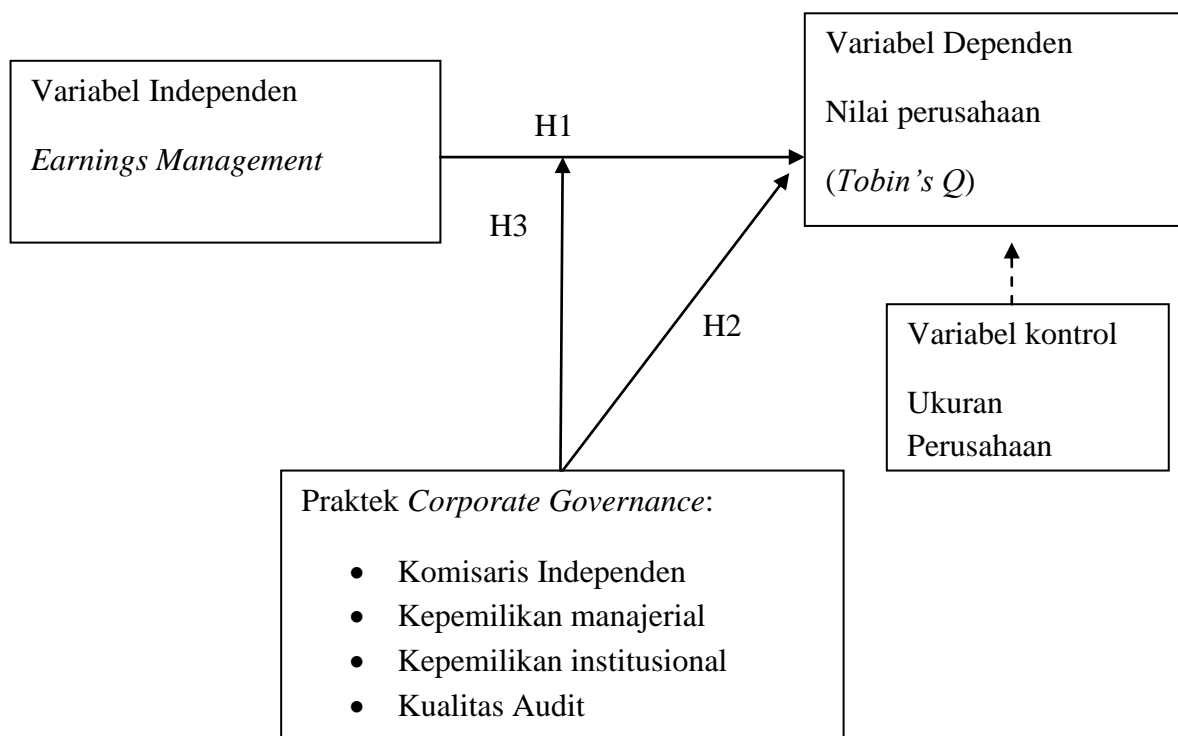 Variabel Independen
Earnings Management
H1
H3
H2
Variabel Dependen
Nilai perusahaan
(Tobin’s Q)
Variabel kontrol
Ukuran
Perusahaan
Praktek Corporate Governance:
• Komisaris Independen
• Kepemilikan manajerial
• Kepemilikan institusional
• Kualitas Audit